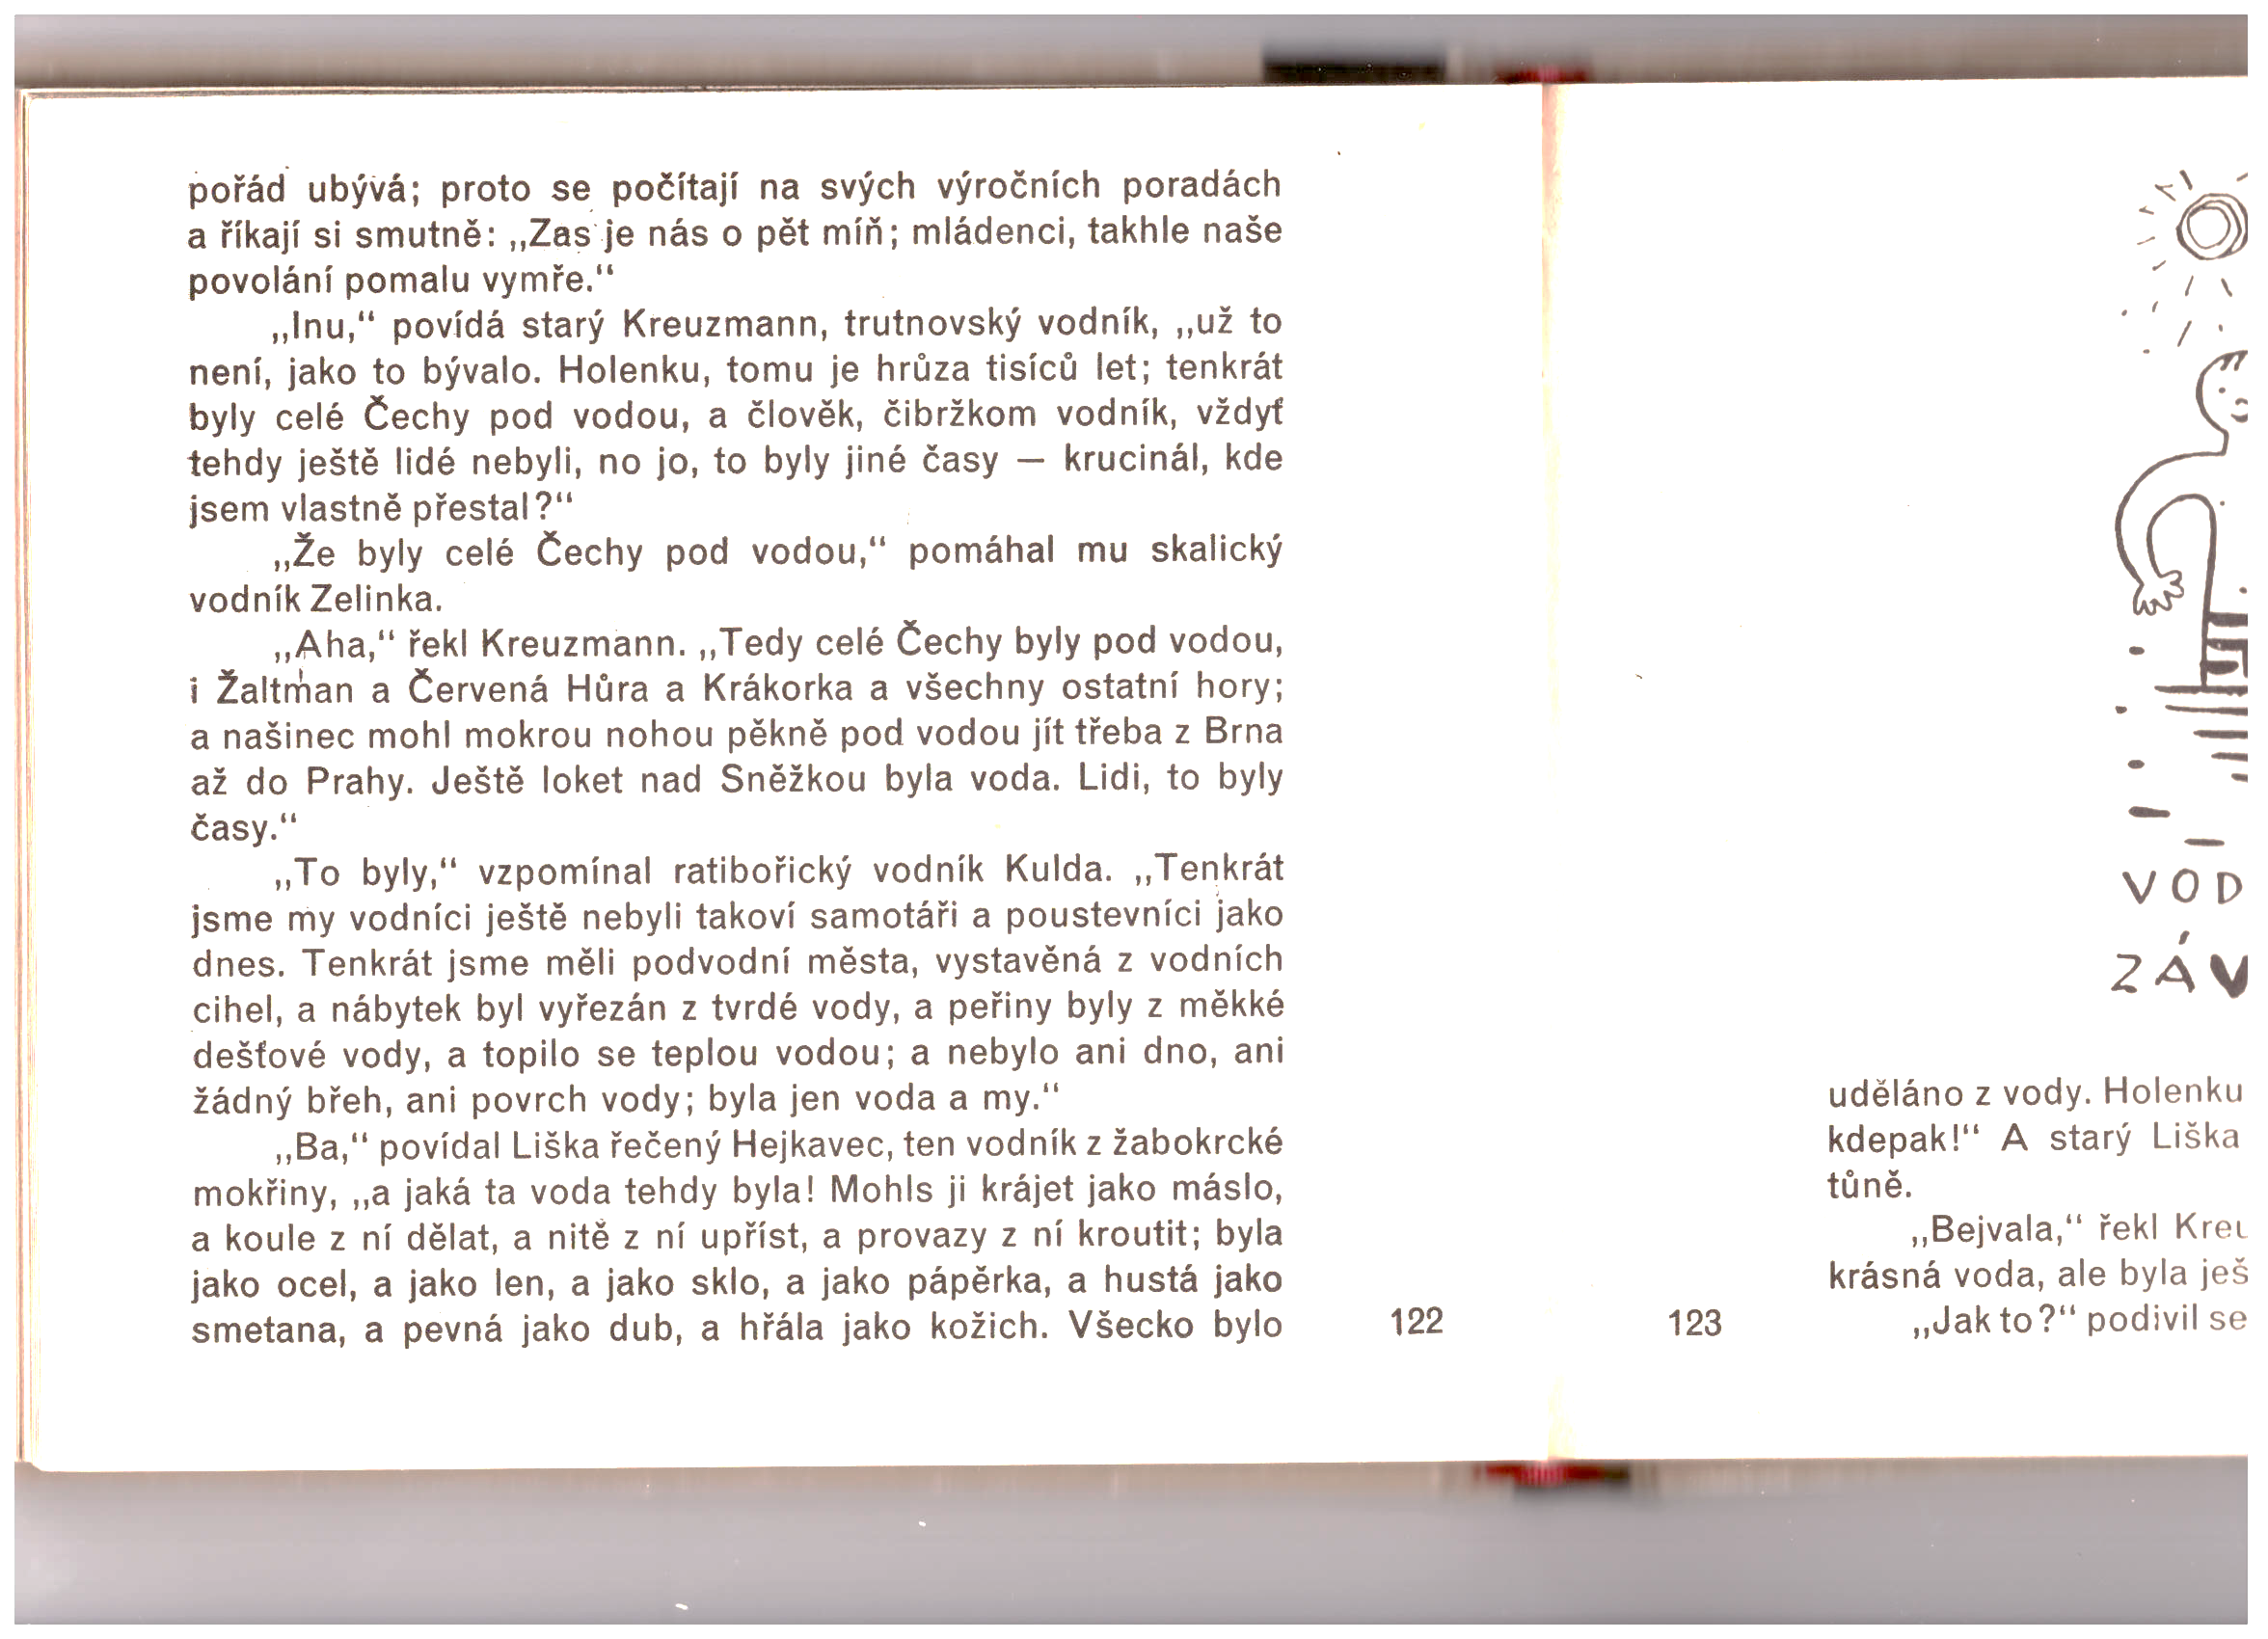 pořád ubývá; proto se počítají na svých výročních poradách
a říkají si smutně: „Zas je nás o pět míň; mládenci, takhle naše
povolání pomalu vymře.“
„Inu,“ povídá starý Kreuzmann, trutnovský vodník, „už to
není, jako to bývalo. Holenku, tomu je hrůza tisíců let; tenkrát
byly celé Čechy pod vodou, a člověk, čibržkom vodník, vždyť
tehdy ještě lidé nebyli, no jo, to byly jiné časy — krucinál, kde
jsem vlastně přestal?“
„Že byly celé Čechy pod vodou,“ pomáhal mu skalický
vodník Zelinka.
„Aha,“ řekl Kreuzmann. „Tedy celé Čechy byly pod vodou,
i Žaltman a Červená Hůra a Krákorka a všechny ostatní hory;
a našinec mohl mokrou nohou pěkně pod vodou jít třeba z Brna
až do Prahy. Ještě loket nad Sněžkou byla voda. Lidi, to byly
časy.“
„To byly,“ vzpomínal ratibořický vodník Kulda. „Tenkrát
jsme my vodníci ještě nebyli takoví samotáři a poustevníci jako
dnes. Tenkrát jsme měli podvodní města, vystavěná z vodních
cihel, a nábytek byl vyřezán z tvrdé vody, a peřiny byly z měkké
dešťové vody, a topilo se teplou vodou; a nebylo ani dno, ani
žádný břeh, ani povrch vody; byla jen voda a my.“
„Ba,“ povídal Liška řečený Hejkavec, ten vodník z žabokrcké
mokřiny, „a jaká ta voda tehdy byla! Mohls ji krájet jako máslo,
a koule z ní dělat, a nitě z ní upříst, a provazy z ní kroutit; byla
jako ocel, a jako len, a jako sklo, a jako pápěrka, a hustá jako
smetana, a pevná jako dub, a hřála jako kožich. Všecko bylo
122
123
VOD
ZÁV
uděláno z vody. Holenku
kdepak!“ A starý Liška
tůně.
„Bejvala,“ řekl Kreu
krásná voda, ale byla ješ
„Jak to?“ podivil se